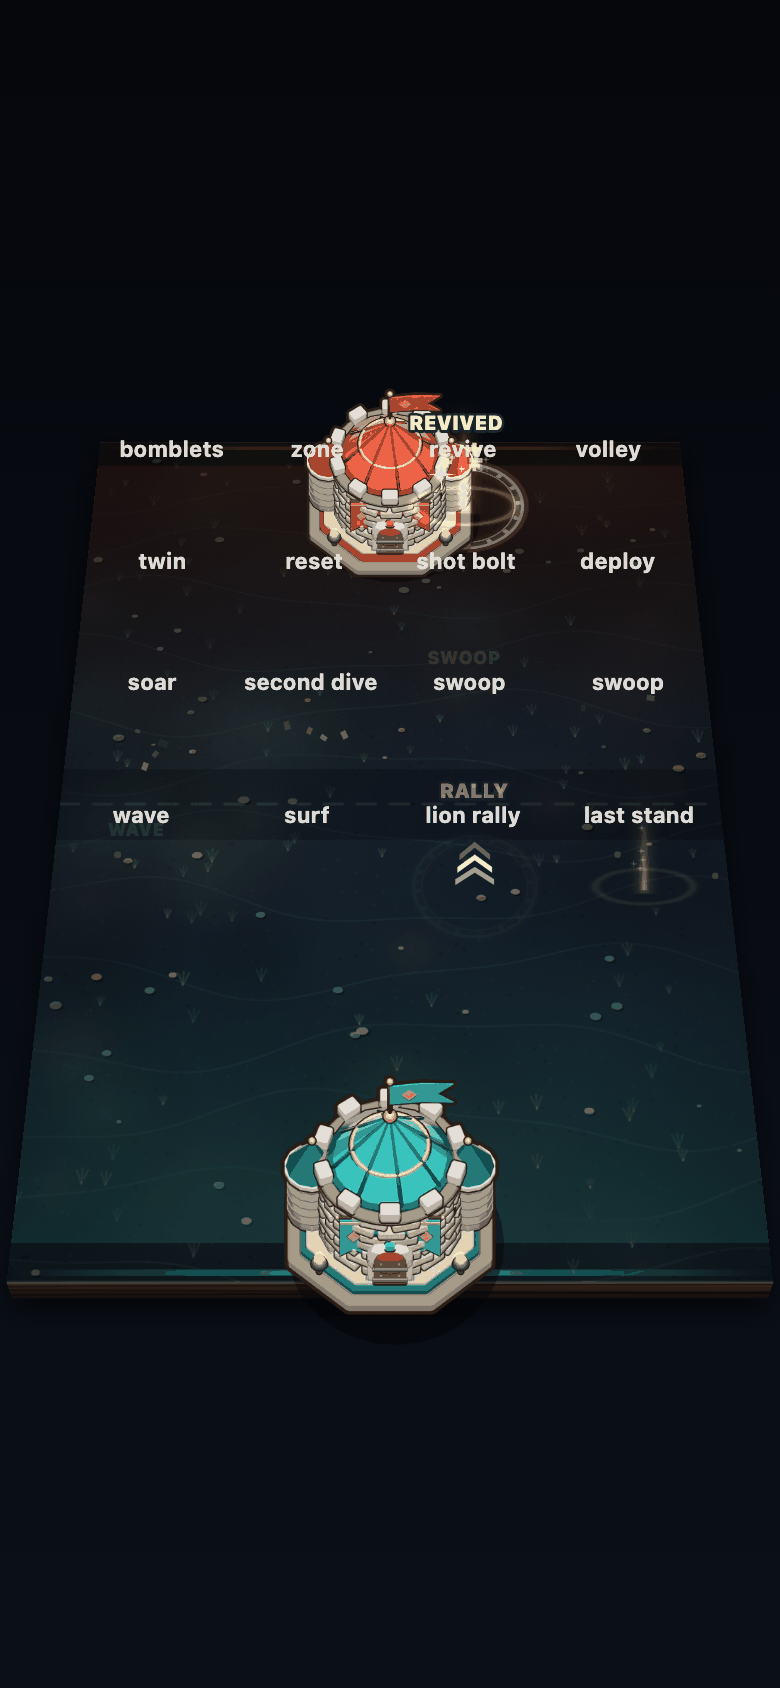 REVIVED
bomblets zone revive volley
twin reset shot bolt deploy
SWOOP
soar second dive swoop swoop
RALLY
wave surf lion rally last stand
WAVE